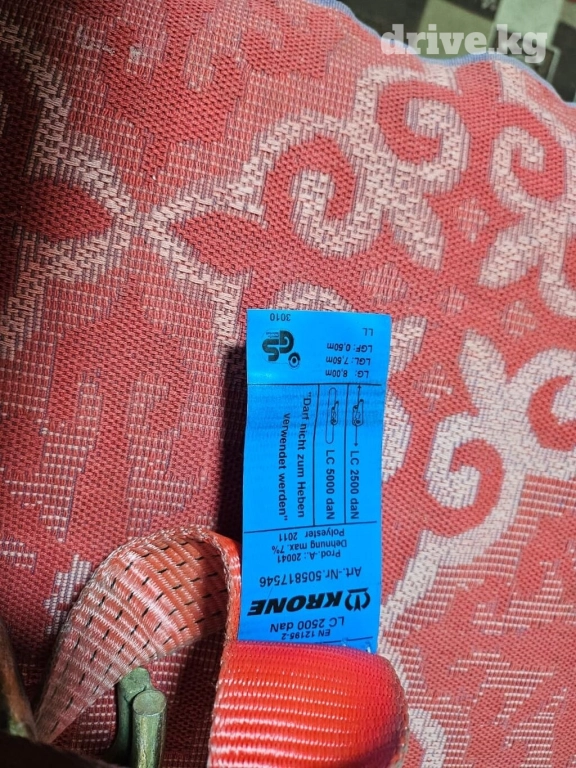 drive.kg
EN 12195-2
LC 2500 daN
KRONE
Art.-Nr.505817546
Prod.-A.: 20041
Dehnung max. 7%
Polyester 2011
LC 2500 daN
LC 5000 daN
"Darf nicht zum Heben
verwendet werden"
LG: 8.00m
LGL: 7.50m
LGF: 0.50m
LL
GS
3010